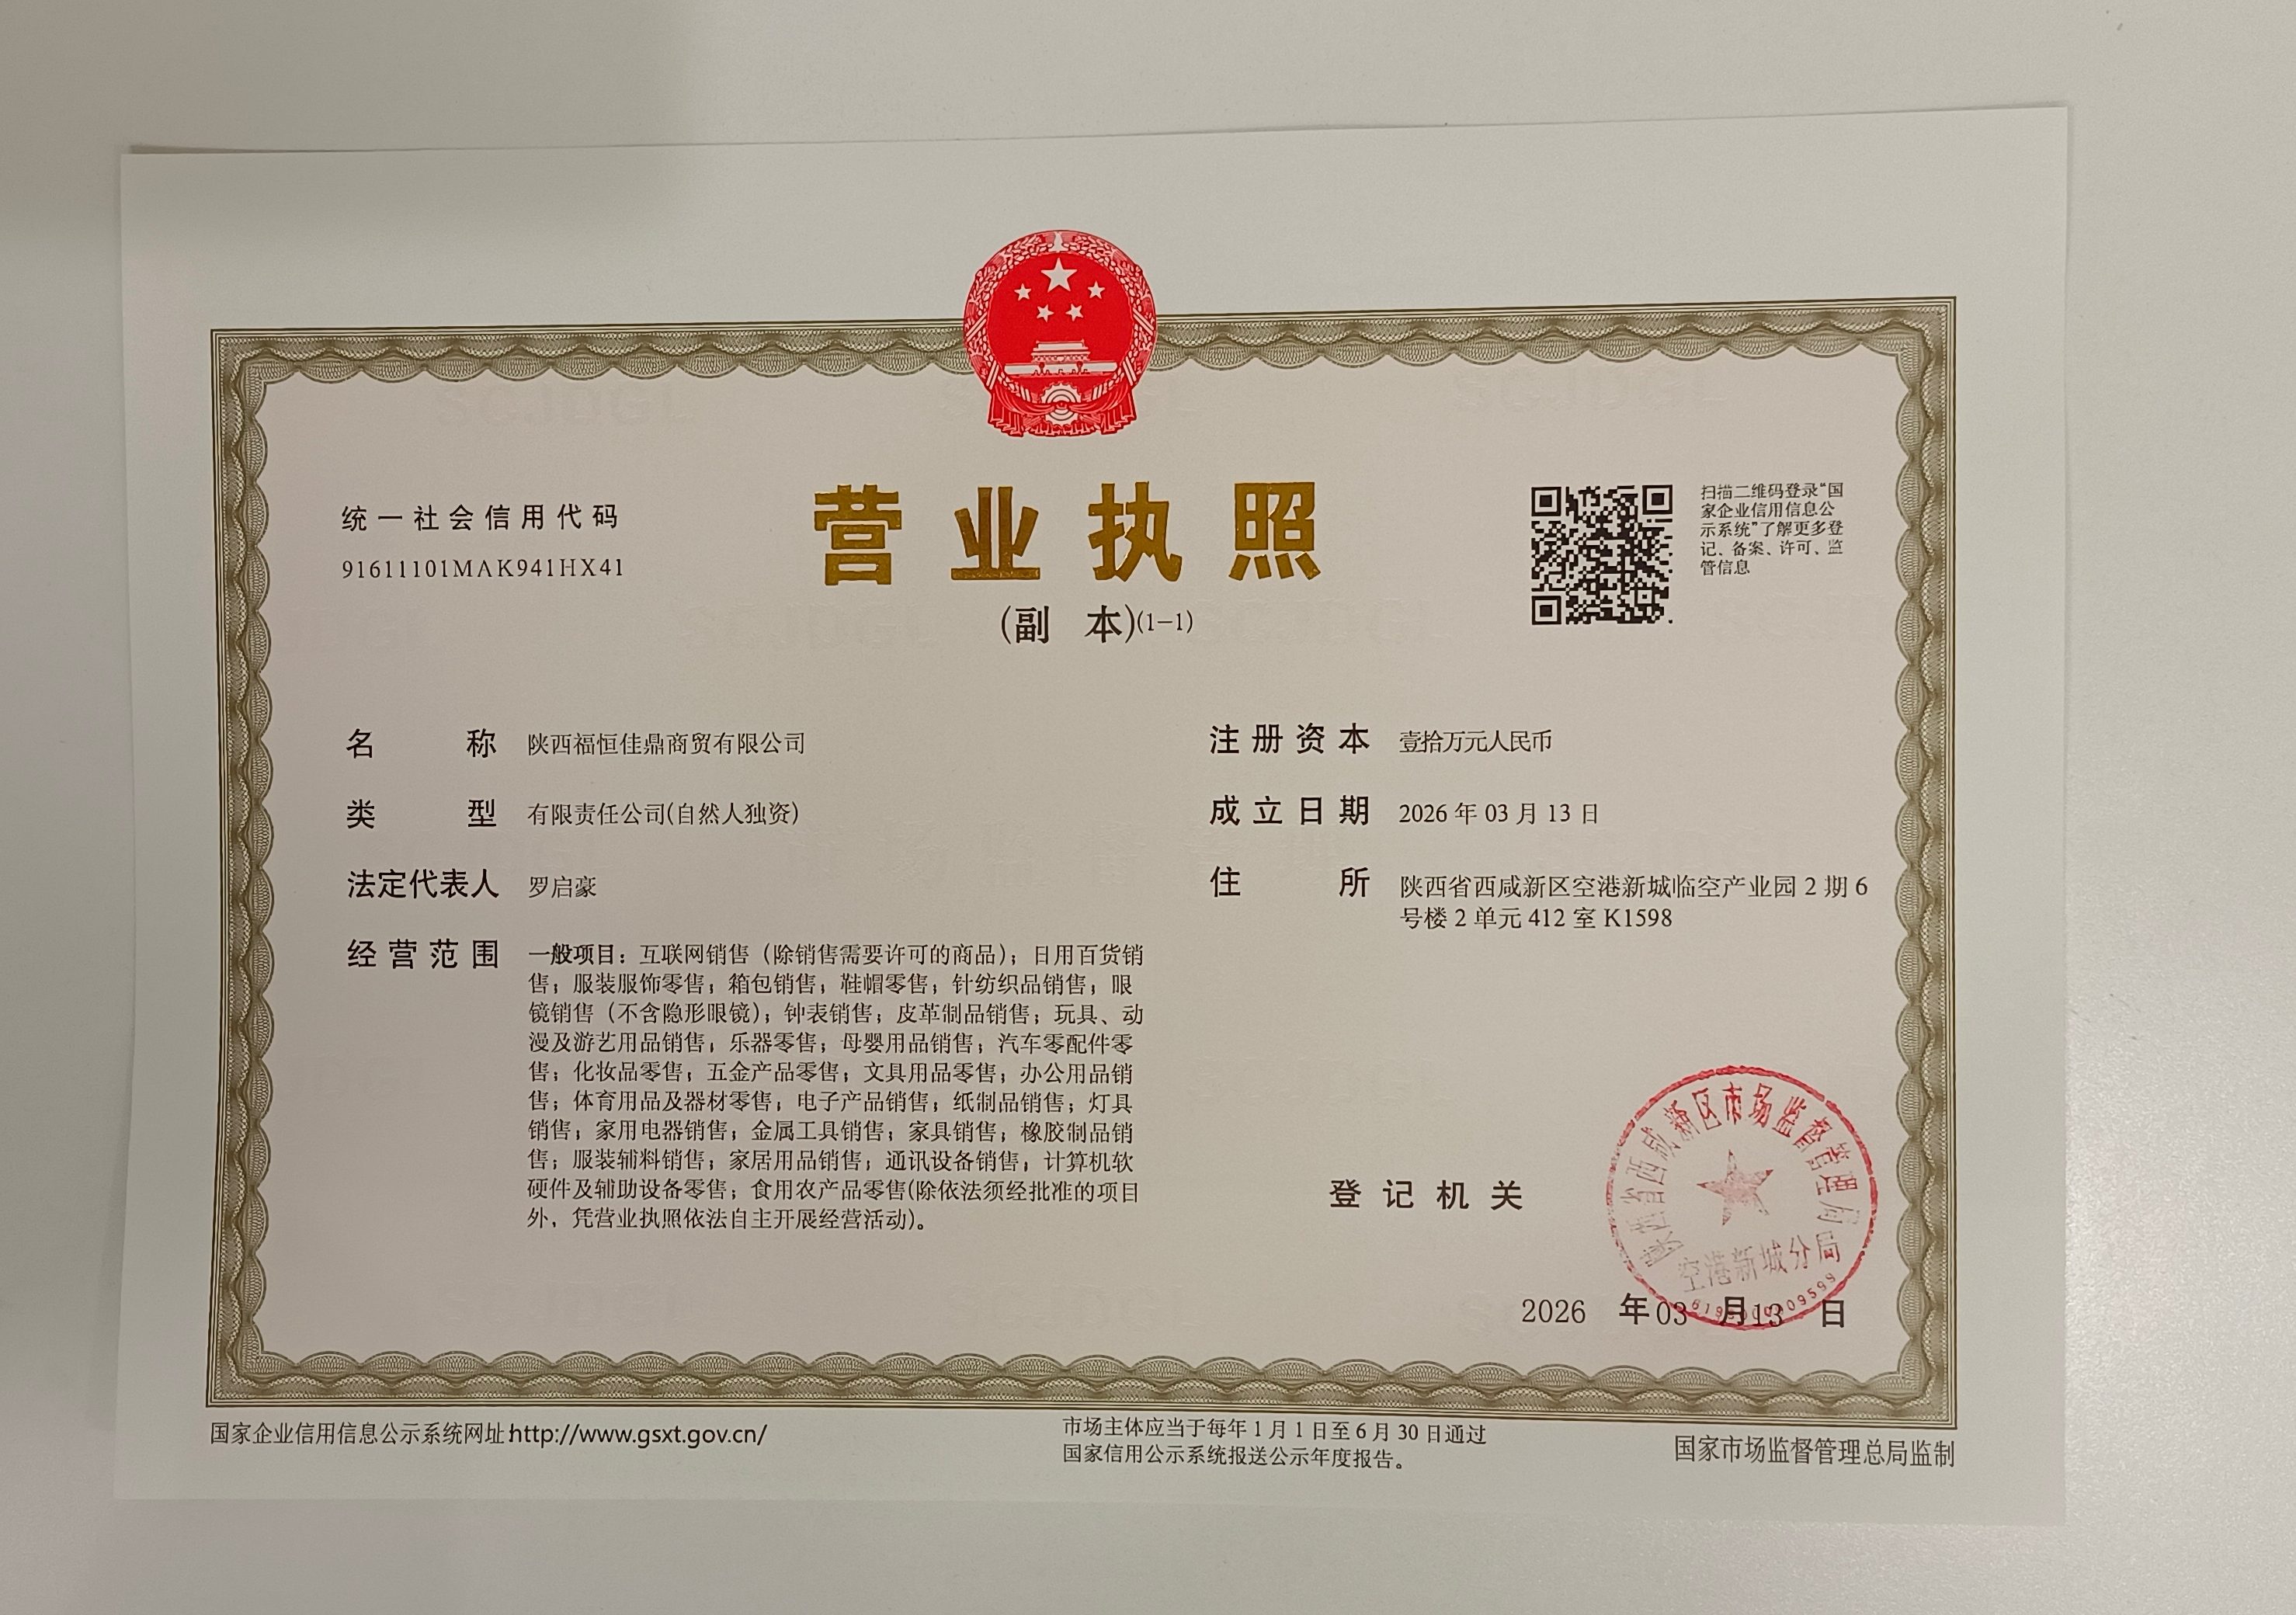 统一社会信用代码
91611101MAK941HX41
营业执照
(副 本)(1-1)
扫描二维码登录“国
家企业信用信息公
示系统”了解更多登
记、备案、许可、监
管信息
名 称 陕西福恒佳鼎商贸有限公司
类 型 有限责任公司(自然人独资)
法定代表人 罗启豪
经营范围 一般项目：互联网销售（除销售需要许可的商品）；日用百货销
售；服装服饰零售；箱包销售；鞋帽零售；针纺织品销售；眼
镜销售（不含隐形眼镜）；钟表销售；皮革制品销售；玩具、动
漫及游艺用品销售；乐器零售；母婴用品销售；汽车零配件零
售；化妆品零售；五金产品零售；文具用品零售；办公用品销
售；体育用品及器材零售；电子产品销售；纸制品销售；灯具
销售；家用电器销售；金属工具销售；家具销售；橡胶制品销
售；服装辅料销售；家居用品销售；通讯设备销售；计算机软
硬件及辅助设备零售；食用农产品零售(除依法须经批准的项目
外，凭营业执照依法自主开展经营活动)。
注册资本 壹拾万元人民币
成立日期 2026年03月13日
住 所 陕西省西咸新区空港新城临空产业园2期6
号楼2单元412室K1598
登记机关
陕西省西咸新区市场监督管理局
空港新城分局
2026 年03 月13 日
国家企业信用信息公示系统网址:http://www.gsxt.gov.cn/
市场主体应当于每年1月1日至6月30日通过
国家信用公示系统报送公示年度报告。
国家市场监督管理总局监制